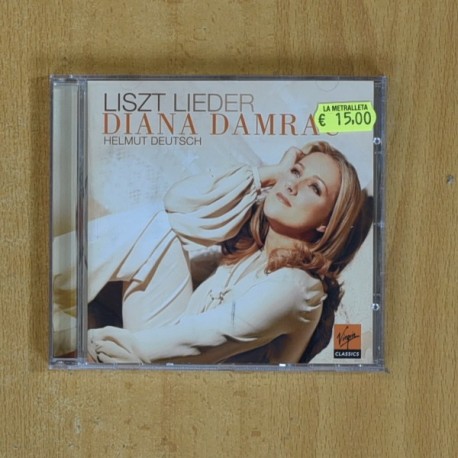 LISZT LIEDER
DIANA DAMRAU
HELMUT DEUTSCH
LA METRALLETA
€ 15,00
Virgin
CLASSICS